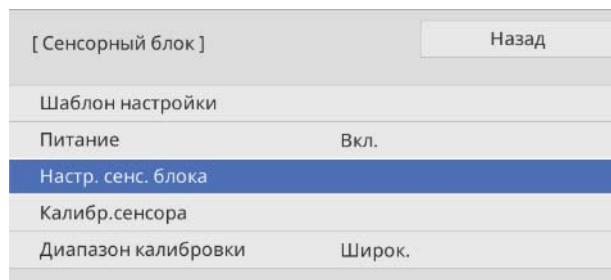 [ Сенсорный блок ]
Назад
Шаблон настройки
Питание Вкл.
Настр. сенс. блока
Калибр.сенсора
Диапазон калибровки Широк.